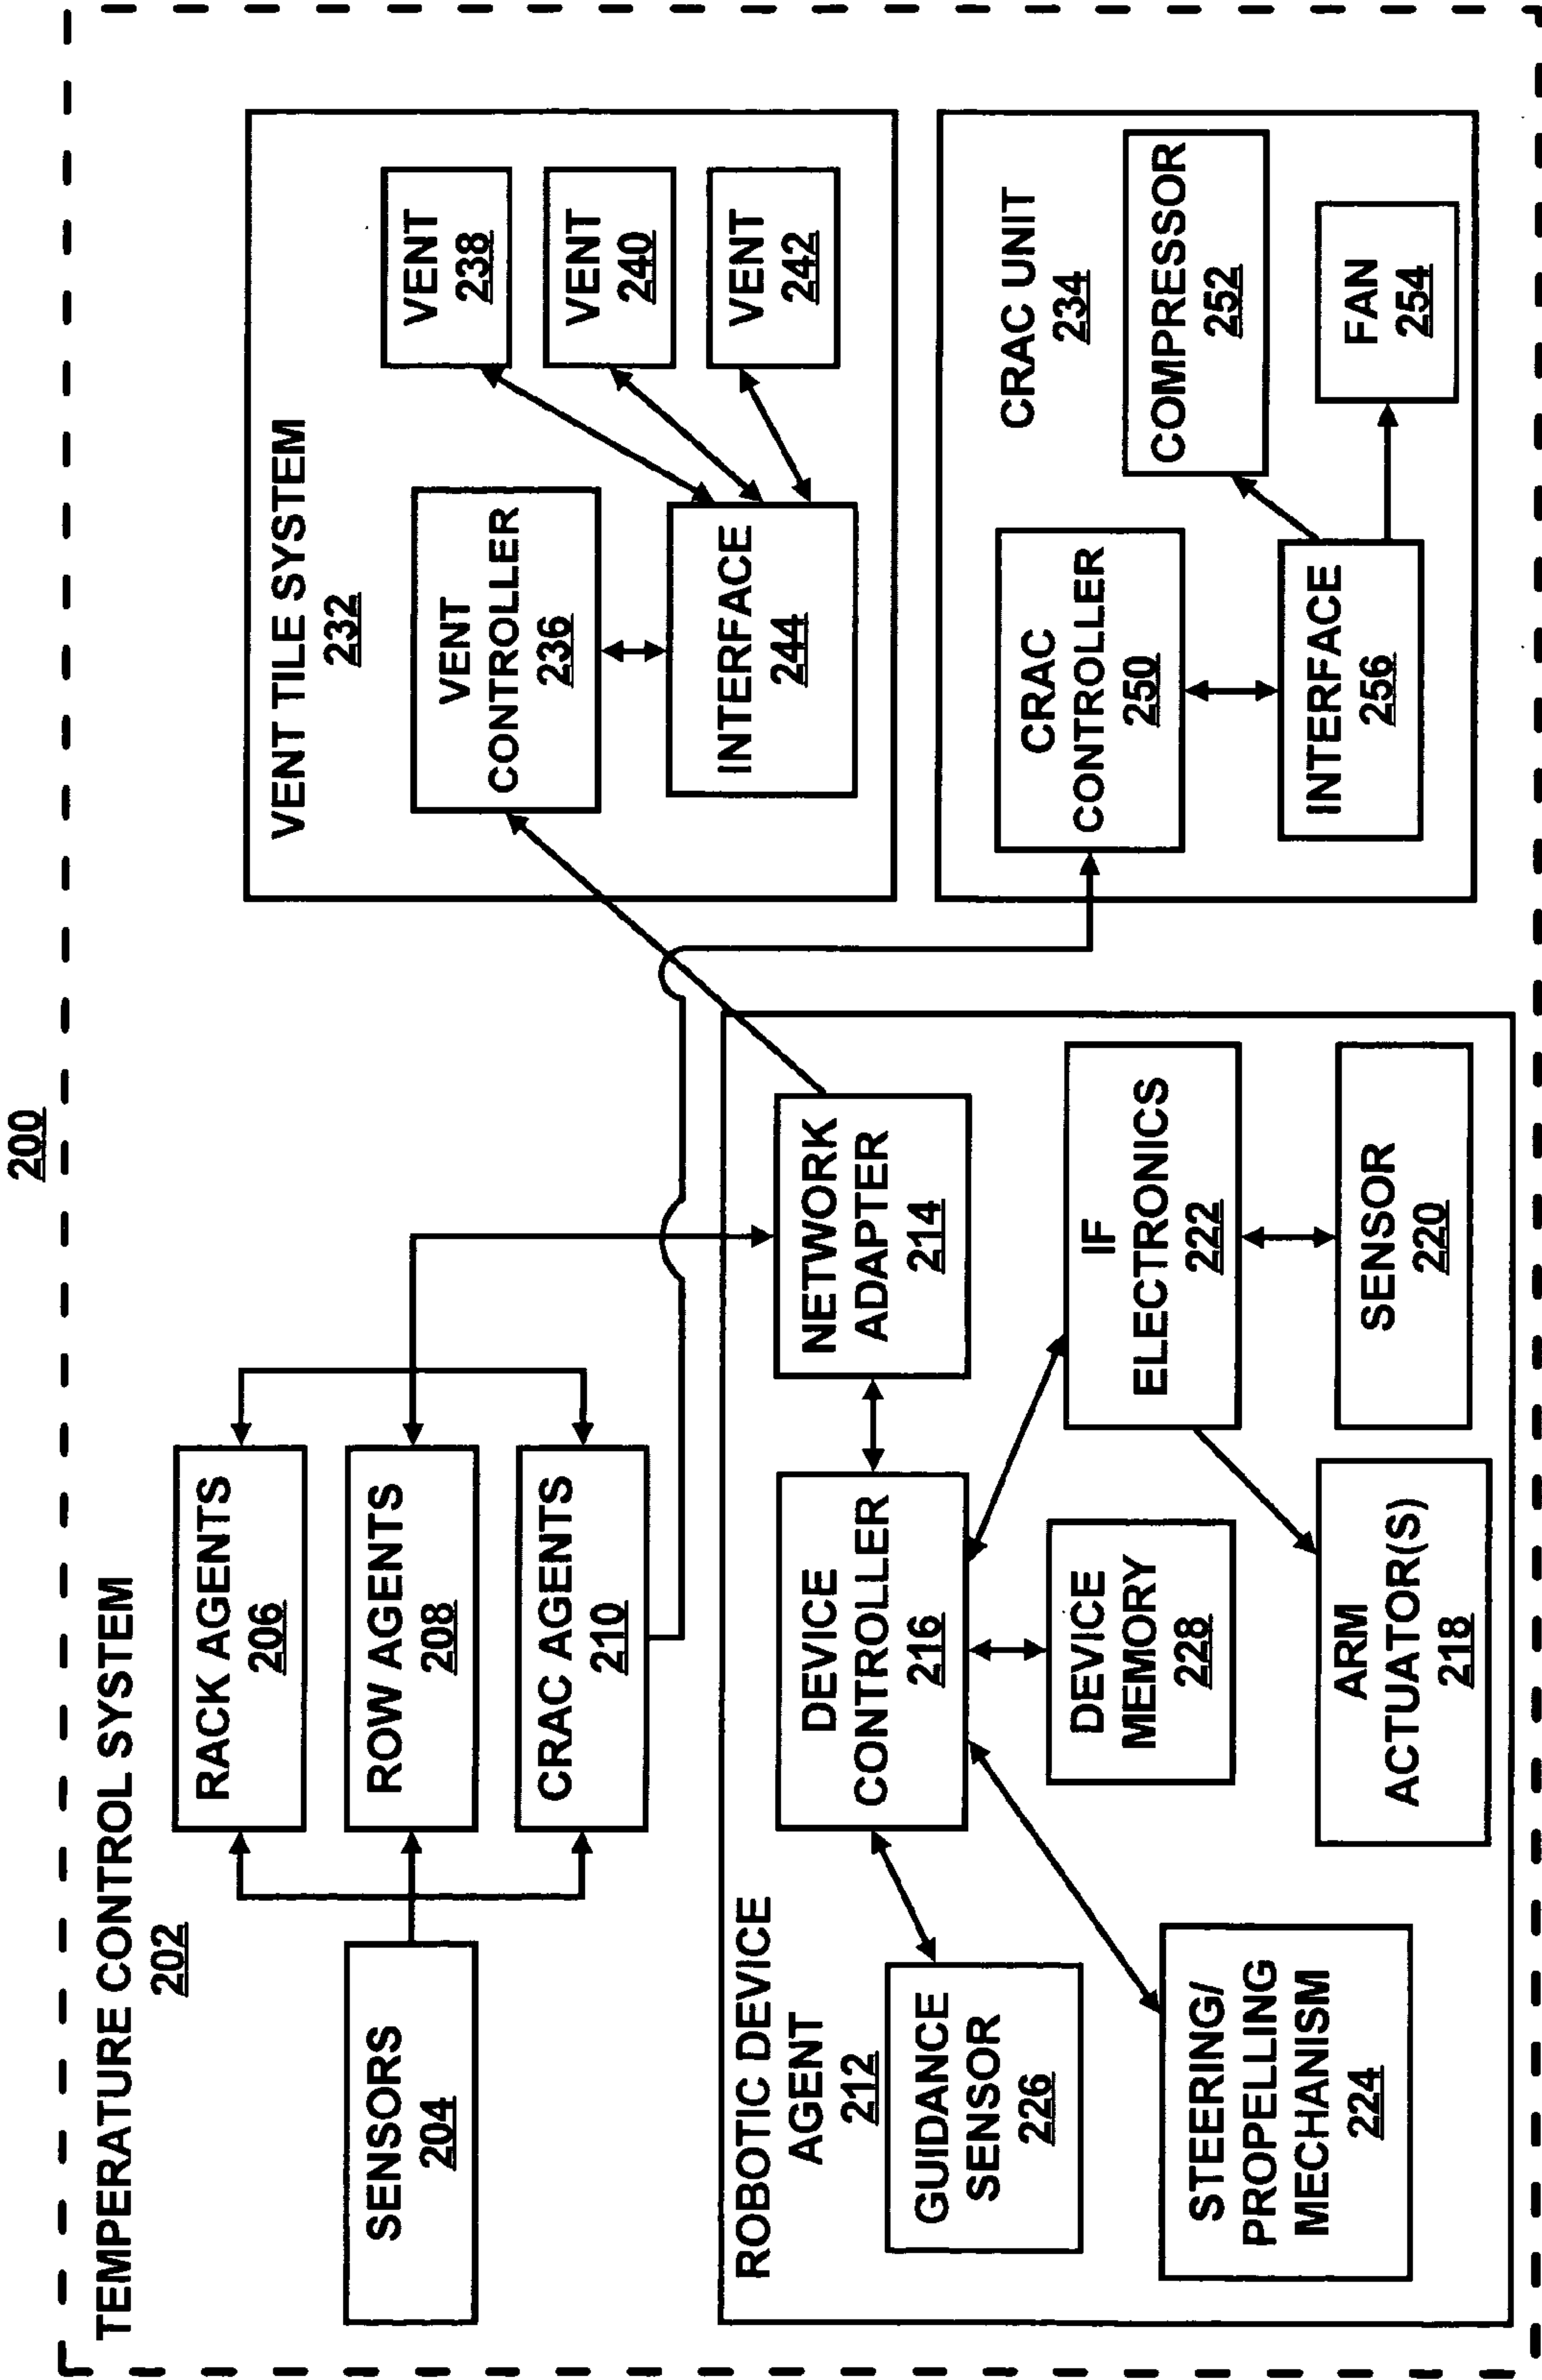 200
TEMPERATURE CONTROL SYSTEM
202
SENSORS
204
RACK AGENTS
206
ROW AGENTS
208
CRAC AGENTS
210
ROBOTIC DEVICE
AGENT
212
GUIDANCE
SENSOR
226
STEERING/
PROPELLING
MECHANISM
224
DEVICE
CONTROLLER
216
DEVICE
MEMORY
228
ARM
ACTUATOR(S)
218
NETWORK
ADAPTER
214
IF
ELECTRONICS
222
SENSOR
220
VENT TILE SYSTEM
232
VENT
CONTROLLER
236
INTERFACE
244
VENT
238
VENT
240
VENT
242
CRAC UNIT
234
CRAC
CONTROLLER
250
INTERFACE
256
COMPRESSOR
252
FAN
254